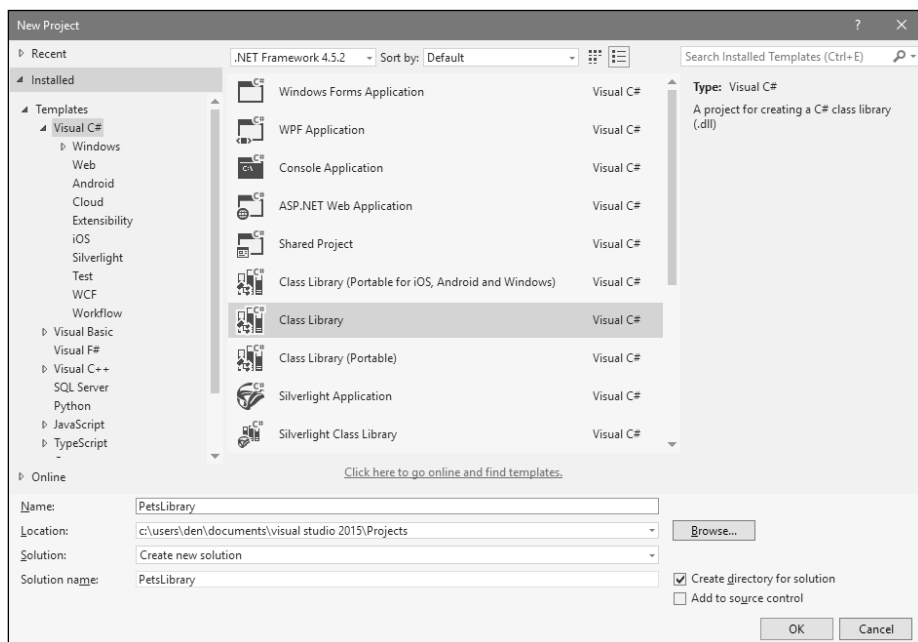 New Project
?
Recent
.NET Framework 4.5.2
Sort by:
Default
Search Installed Templates (Ctrl+E)
Installed
Templates
Visual C#
Windows
Web
Android
Cloud
Extensibility
iOS
Silverlight
Test
WCF
Workflow
Visual Basic
Visual F#
Visual C++
SQL Server
Python
JavaScript
TypeScript
Online
Windows Forms Application Visual C#
WPF Application Visual C#
Console Application Visual C#
ASP.NET Web Application Visual C#
Shared Project Visual C#
Class Library (Portable for iOS, Android and Windows) Visual C#
Class Library Visual C#
Class Library (Portable) Visual C#
Silverlight Application Visual C#
Silverlight Class Library Visual C#
Click here to go online and find templates.
Type: Visual C#
A project for creating a C# class library
(.dll)
Name: PetsLibrary
Location: c:\users\den\documents\visual studio 2015\Projects
Browse...
Solution: Create new solution
Solution name: PetsLibrary
Create directory for solution
Add to source control
OK
Cancel